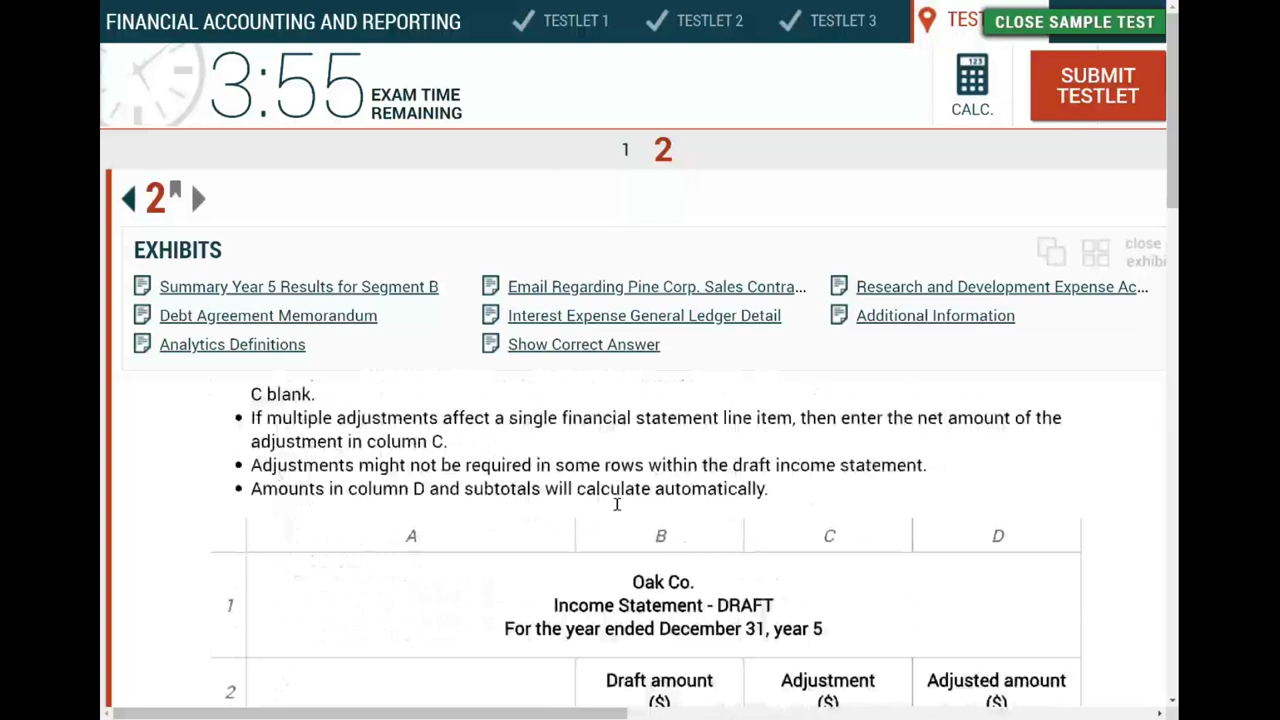 FINANCIAL ACCOUNTING AND REPORTING
TESTLET 1
TESTLET 2
TESTLET 3
TES
CLOSE SAMPLE TEST
3:55
EXAM TIME
REMAINING
123
CALC.
SUBMIT
TESTLET
1
2
2
EXHIBITS
close
exhib
Summary Year 5 Results for Segment B
Email Regarding Pine Corp. Sales Contra...
Research and Development Expense Ac...
Debt Agreement Memorandum
Interest Expense General Ledger Detail
Additional Information
Analytics Definitions
Show Correct Answer
C blank.
• If multiple adjustments affect a single financial statement line item, then enter the net amount of the
adjustment in column C.
• Adjustments might not be required in some rows within the draft income statement.
• Amounts in column D and subtotals will calculate automatically.
A B C D
1
Oak Co.
Income Statement - DRAFT
For the year ended December 31, year 5
2
Draft amount
($)
Adjustment
($)
Adjusted amount
($)